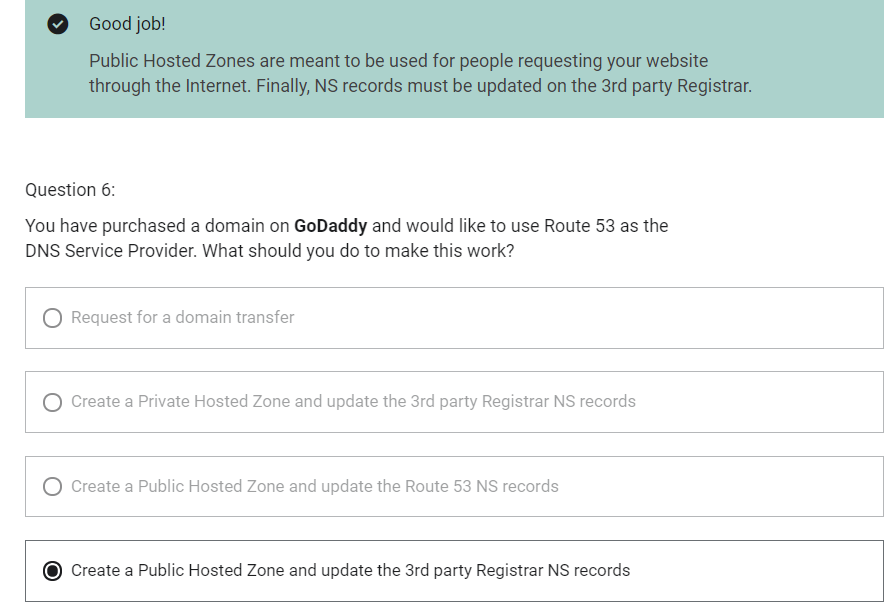 Good job!
Public Hosted Zones are meant to be used for people requesting your website
through the Internet. Finally, NS records must be updated on the 3rd party Registrar.
Question 6:
You have purchased a domain on GoDaddy and would like to use Route 53 as the
DNS Service Provider. What should you do to make this work?
Request for a domain transfer
Create a Private Hosted Zone and update the 3rd party Registrar NS records
Create a Public Hosted Zone and update the Route 53 NS records
Create a Public Hosted Zone and update the 3rd party Registrar NS records